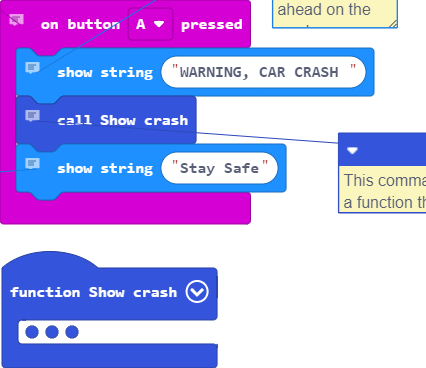 ahead on the
on button A pressed
show string "WARNING, CAR CRASH "
call Show crash
show string "Stay Safe"
This comma
a function th
function Show crash